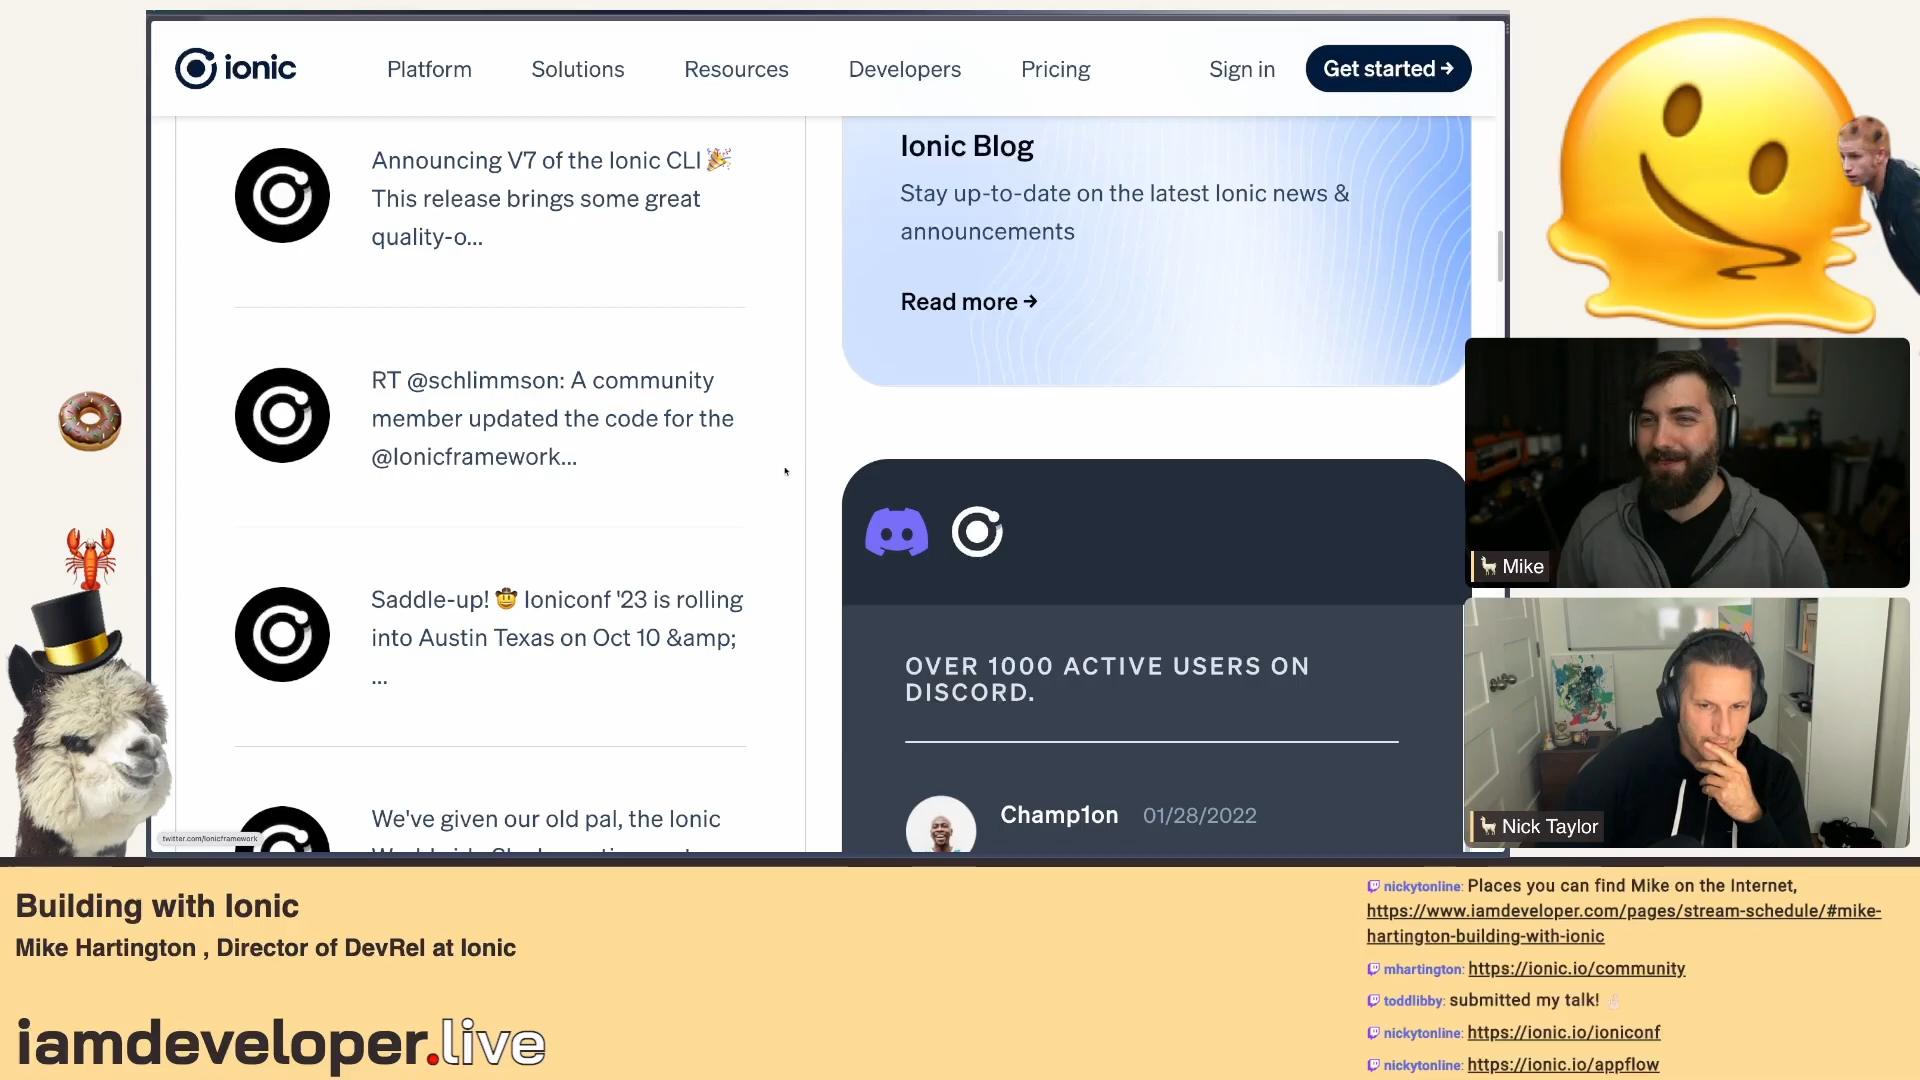 ionic
Platform
Solutions
Resources
Developers
Pricing
Sign in
Get started →
Announcing V7 of the Ionic CLI 🎉
This release brings some great
quality-o...
RT @schlimmson: A community
member updated the code for the
@Ionicframework...
Saddle-up! 🤠 Ioniconf '23 is rolling
into Austin Texas on Oct 10 &amp;
...
We've given our old pal, the Ionic
twitter.com/ionicframework
Ionic Blog
Stay up-to-date on the latest Ionic news &
announcements
Read more →
OVER 1000 ACTIVE USERS ON
DISCORD.
Champ1on 01/28/2022
Mike
Nick Taylor
Building with Ionic
Mike Hartington , Director of DevRel at Ionic
iamdeveloper.live
nickytonline: Places you can find Mike on the Internet,
https://www.iamdeveloper.com/pages/stream-schedule/#mike-
hartington-building-with-ionic
mhartington: https://ionic.io/community
toddlibby: submitted my talk!
nickytonline: https://ionic.io/ioniconf
nickytonline: https://ionic.io/appflow